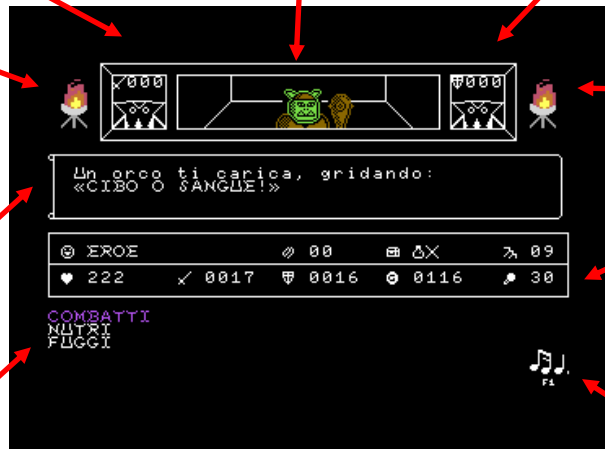 000 000
Un orco ti carica, gridando:
«CIBO O SANGUE!»
EROE 00 X 09
222 0017 0016 0116 30
COMBATTI
NUTRI
FUGGI
F1